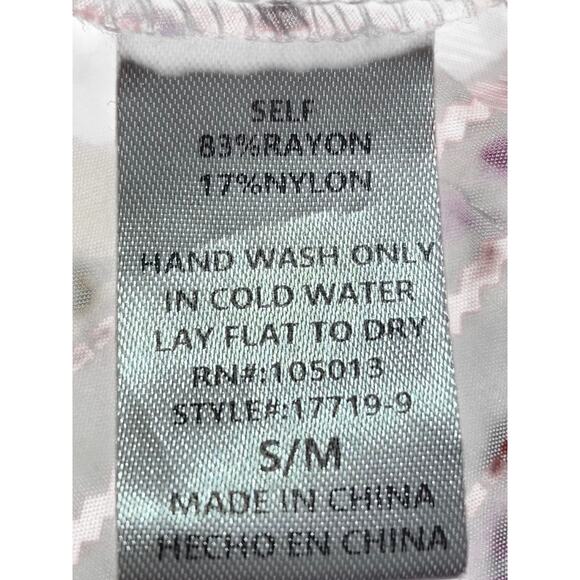 SELF
83%RAYON
17%NYLON
HAND WASH ONLY
IN COLD WATER
LAY FLAT TO DRY
RN#:105013
STYLE#:17719-9
S/M
MADE IN CHINA
HECHO EN CHINA